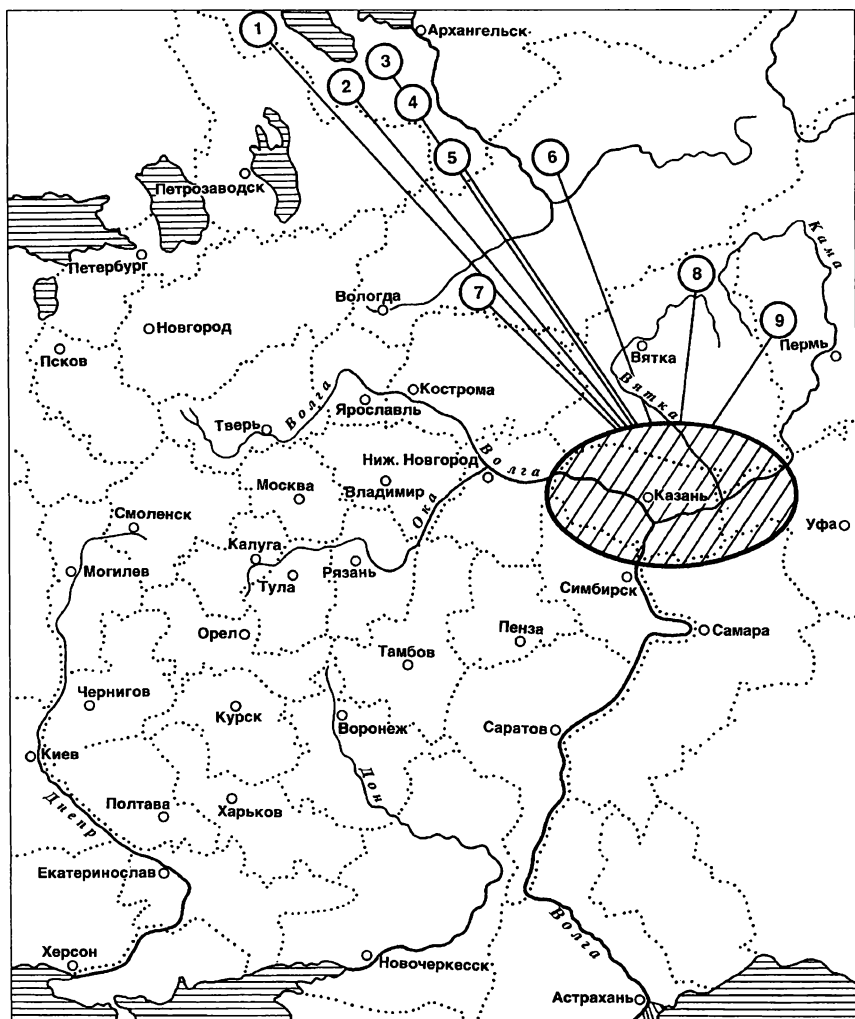 1
Архангельск
3
2
4
5
6
Петрозаводск
Кама
Петербург
8
7
Вологда
9
Новгород
Вятка
Пермь
Псков
Кострома
Вятка
Ярославль
Волга
Тверь
Ниж. Новгород
Волга
Москва
Владимир
Казань
Ока
Смоленск
Уфа
Калуга
Могилев
Тула
Рязань
Симбирск
Орел
Пенза
Самара
Тамбов
Чернигов
Курск
Воронеж
Саратов
Киев
Дон
Полтава
Харьков
Днепр
Екатеринослав
Волга
Херсон
Новочеркесск
Астрахань